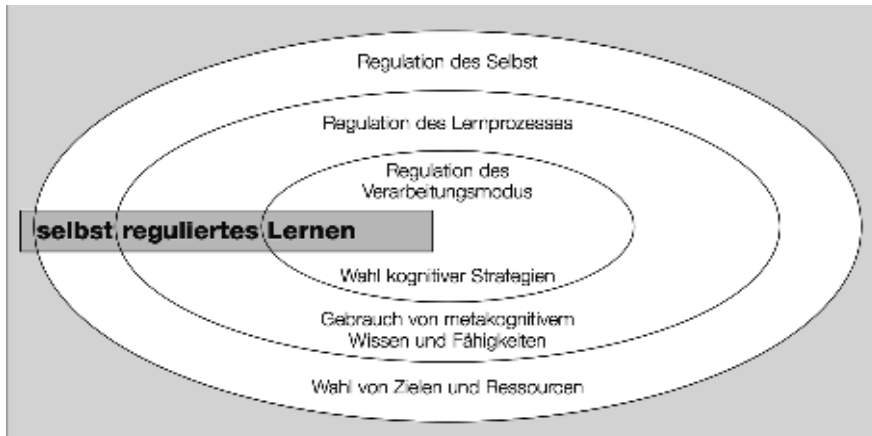 Regulation des Selbst
Regulation des Lernprozesses
Regulation des
Verarbeitungsmodus
selbst reguliertes Lernen
Wahl kognitiver Strategien
Gebrauch von metakognitivem
Wissen und Fähigkeiten
Wahl von Zielen und Ressourcen